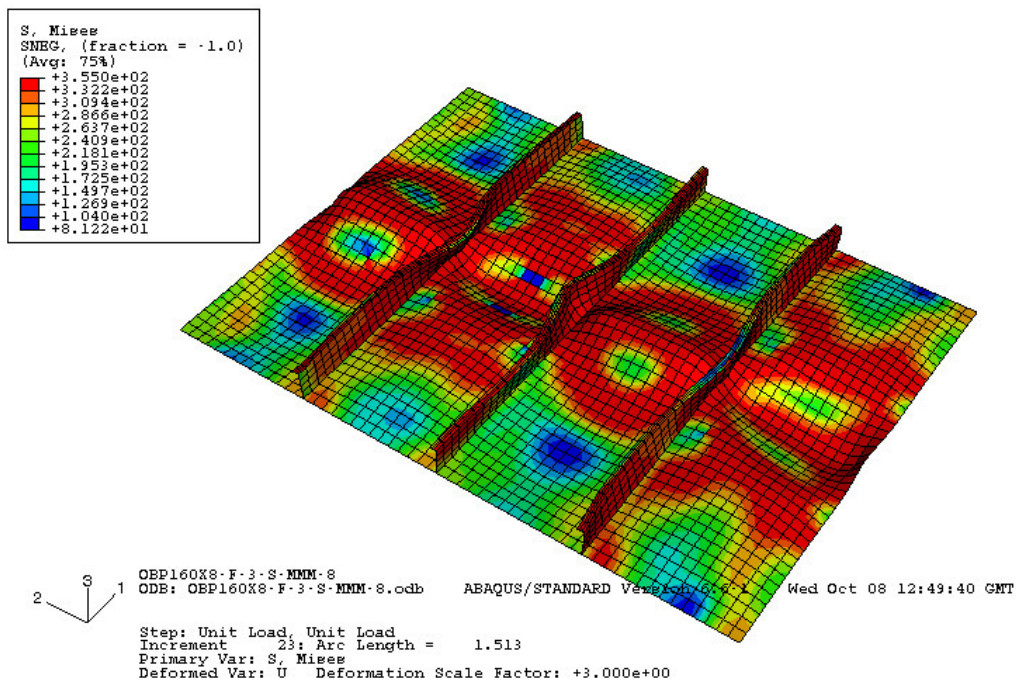 S, Mises
SNEG, (fraction = -1.0)
(Avg: 75%)
+3.550e+02
+3.322e+02
+3.094e+02
+2.866e+02
+2.637e+02
+2.409e+02
+2.181e+02
+1.953e+02
+1.725e+02
+1.497e+02
+1.269e+02
+1.040e+02
+8.122e+01
3
2
1
OBP160X8-F-3-S-MMM-8
ODB: OBP160X8-F-3-S-MMM-8.odb ABAQUS/STANDARD Version 6.6-1 Wed Oct 08 12:49:40 GMT
Step: Unit Load, Unit Load
Increment 23: Arc Length = 1.513
Primary Var: S, Mises
Deformed Var: U Deformation Scale Factor: +3.000e+00